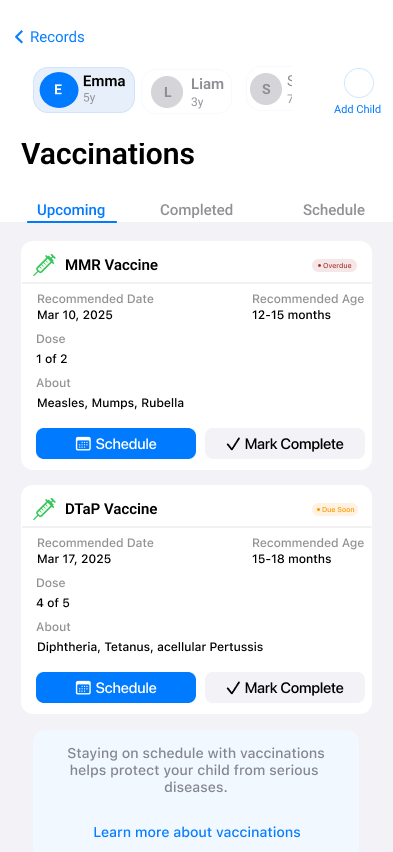 Records
E
Emma
5y
L
Liam
3y
S
7
Add Child
Vaccinations
Upcoming
Completed
Schedule
MMR Vaccine
Overdue
Recommended Date
Recommended Age
Mar 10, 2025
12-15 months
Dose
1 of 2
About
Measles, Mumps, Rubella
Schedule
Mark Complete
DTaP Vaccine
Due Soon
Recommended Date
Recommended Age
Mar 17, 2025
15-18 months
Dose
4 of 5
About
Diphtheria, Tetanus, acellular Pertussis
Schedule
Mark Complete
Staying on schedule with vaccinations
helps protect your child from serious
diseases.
Learn more about vaccinations